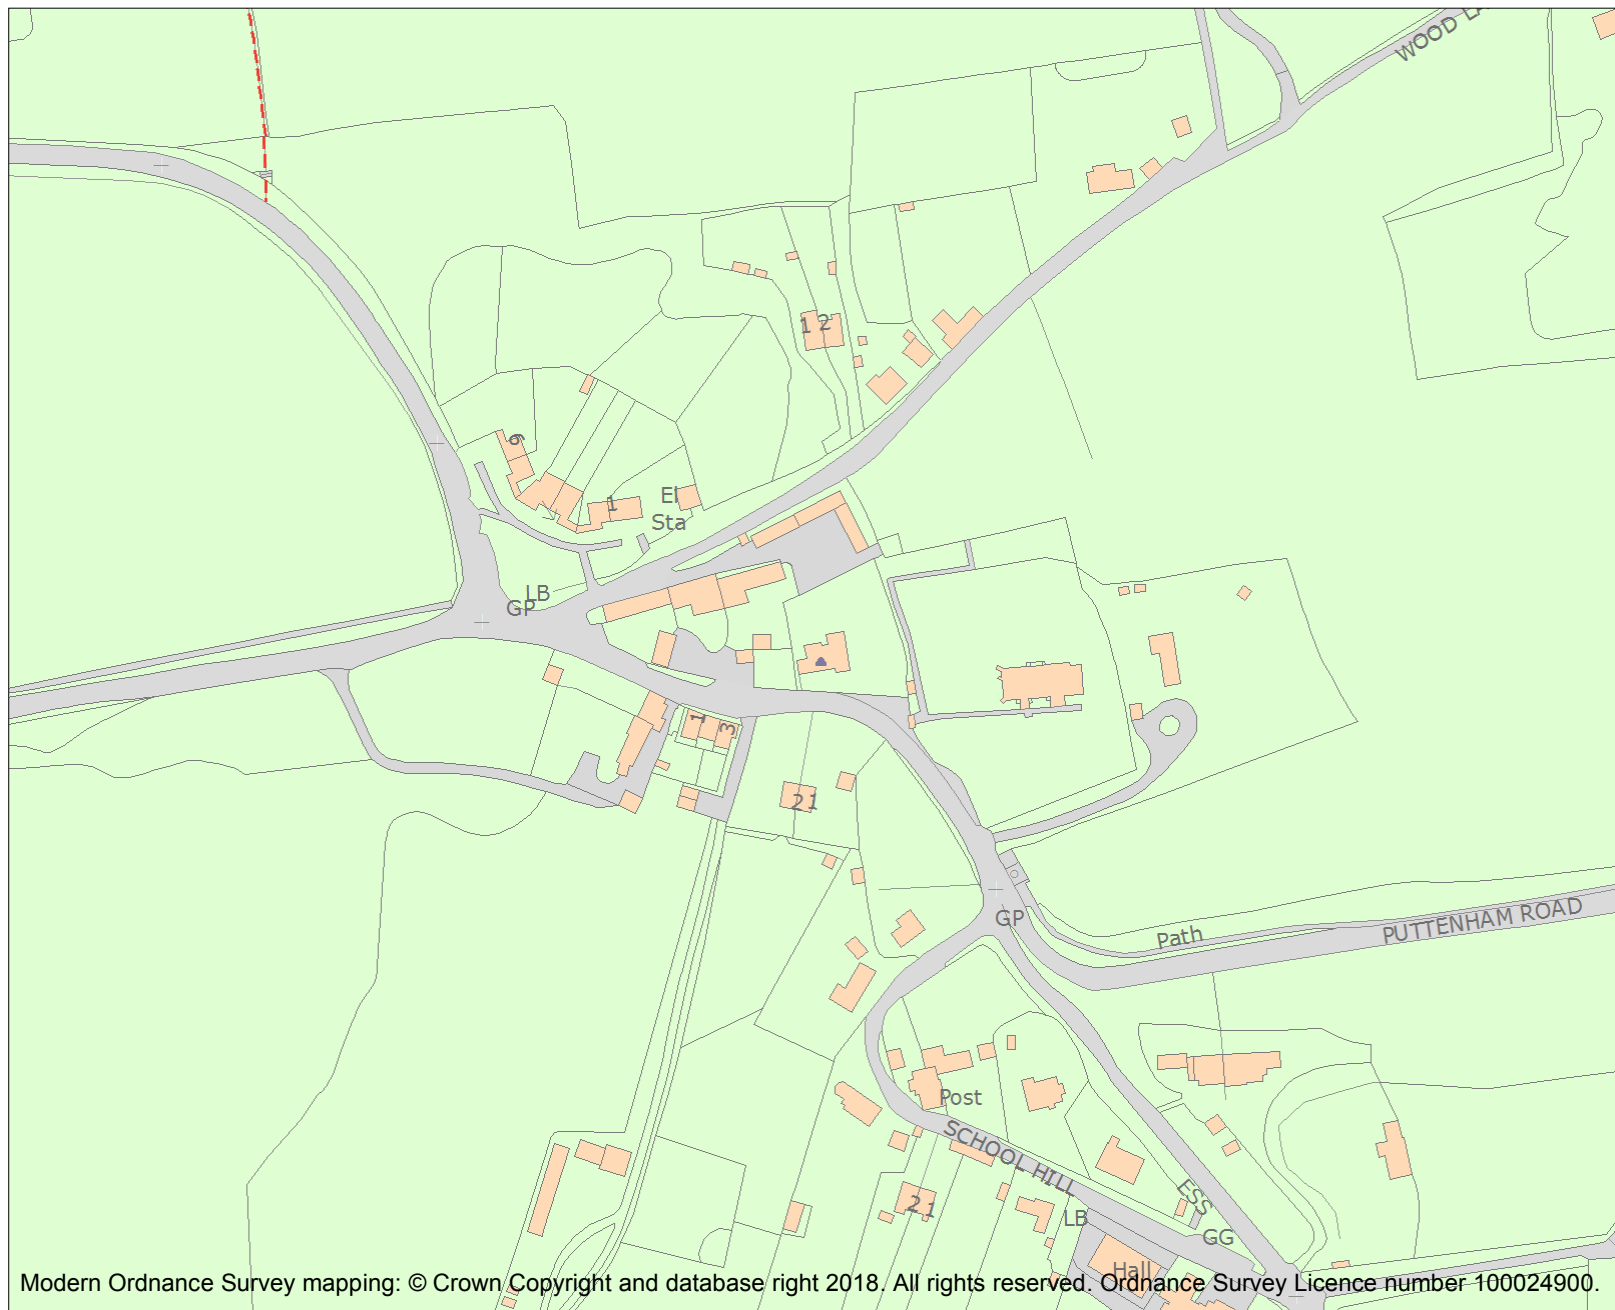 WOOD LA
1 2
6
1
El
Sta
LB
GP
1
3
21
GP
Path
PUTTENHAM ROAD
Post
SCHOOL HILL
21
ESS
LB
GG
Hall
Modern Ordnance Survey mapping: © Crown Copyright and database right 2018. All rights reserved. Ordnance Survey Licence number 100024900.